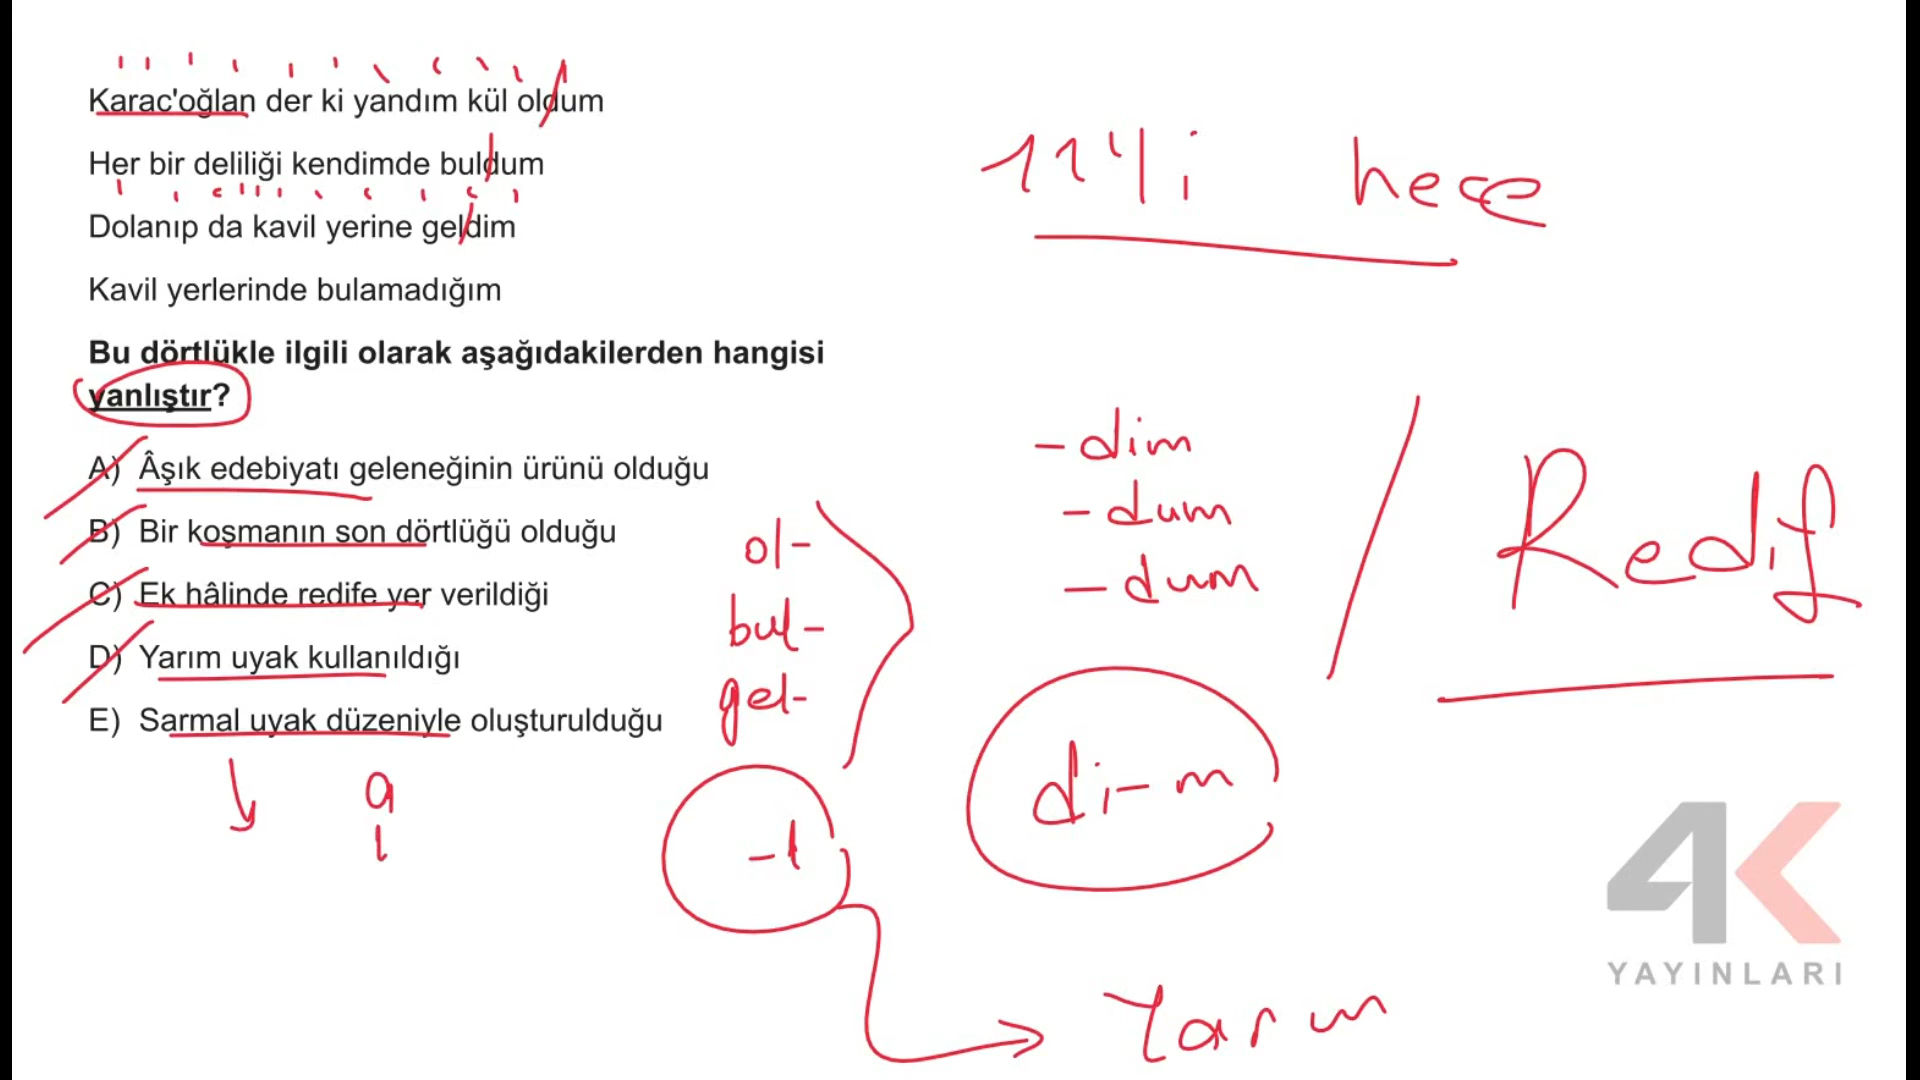 Karac'oğlan der ki yandım kül oldum
Her bir deliliği kendimde buldum
Dolanıp da kavil yerine geldim
Kavil yerlerinde bulamadığım
Bu dörtlükle ilgili olarak aşağıdakilerden hangisi
yanlıştır?
A) Âşık edebiyatı geleneğinin ürünü olduğu
B) Bir koşmanın son dörtlüğü olduğu
C) Ek hâlinde redife yer verildiği
D) Yarım uyak kullanıldığı
E) Sarmal uyak düzeniyle oluşturulduğu
11'li hece
-dim
-dum
-dum
Redif
ol-
bul-
gel-
-l
di-m
Yarım
a
4K
YAYINLARI